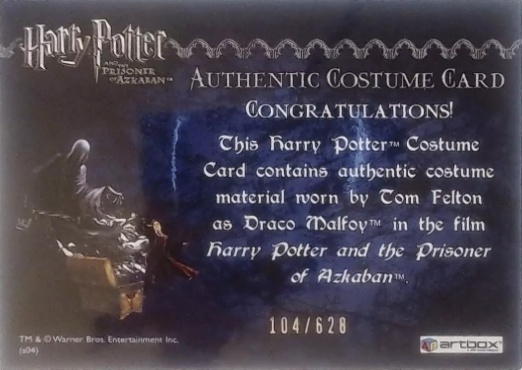 Harry Potter
AND THE
PRISONER
OF AZKABAN™
AUTHENTIC COSTUME CARD
CONGRATULATIONS!
This Harry Potter™ Costume
Card contains authentic costume
material worn by Tom Felton
as Draco Malfoy™ in the film
Harry Potter and the Prisoner
of Azkaban™.
104/628
TM & © Warner Bros. Entertainment Inc.
(s04)
artbox